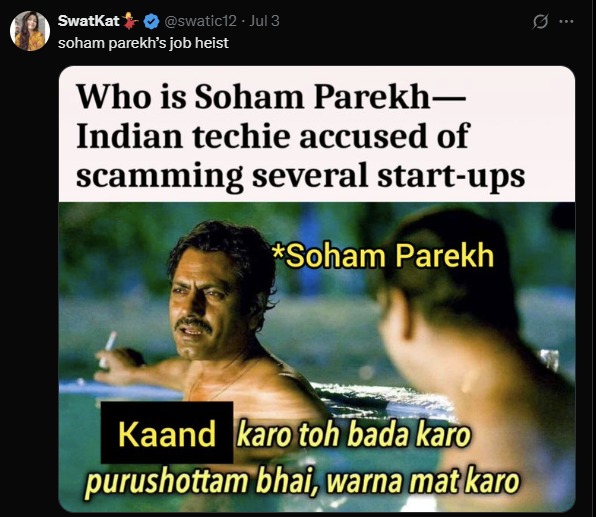 SwatKat @swatic12 · Jul 3
soham parekh's job heist
Who is Soham Parekh—
Indian techie accused of
scamming several start-ups
*Soham Parekh
Kaand karo toh bada karo
purushottam bhai, warna mat karo